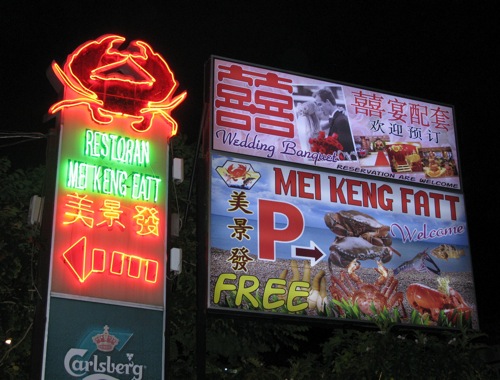 RESTORAN
MEI KENG FATT
美景發
Carlsberg
囍
囍宴配套
欢迎预订
Wedding Banquet
RESERVATION ARE WELCOME
MEI KENG FATT
美景發
P
Welcome
FREE